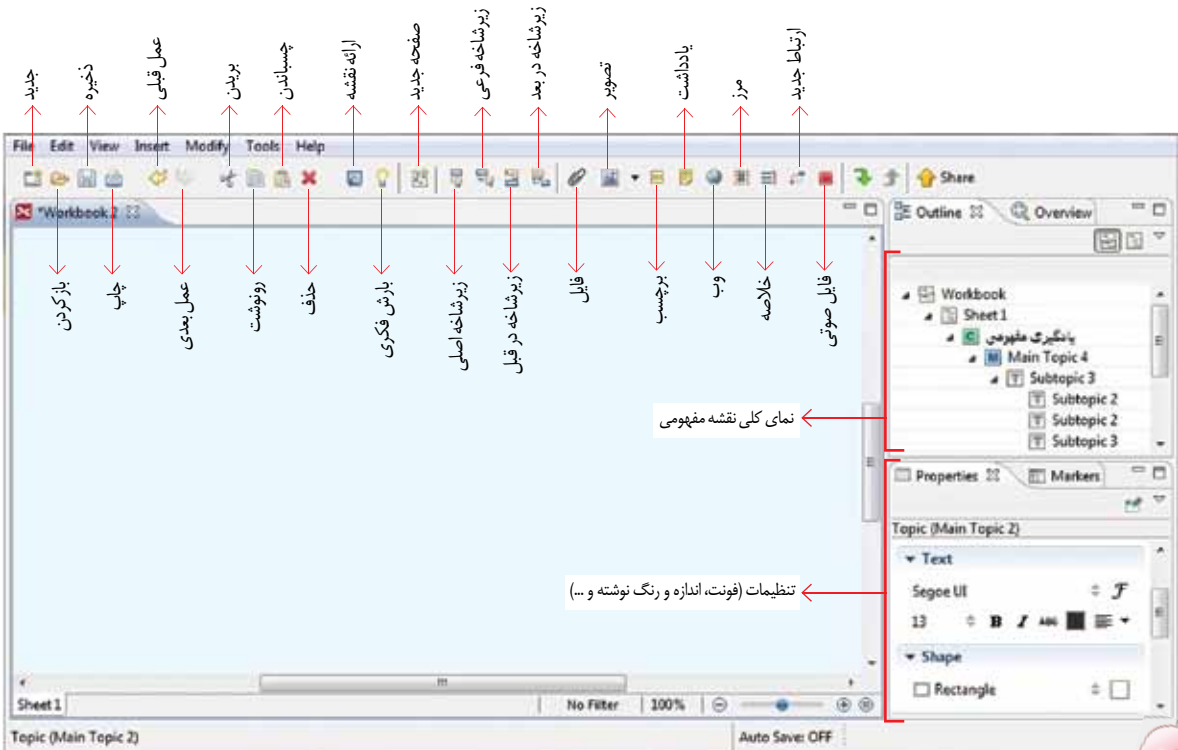 جدید
ذخیره
عمل قبلی
بریدن
چسباندن
ارائه نقشه
صفحه جدید
زیرشاخه فرعی
زیرشاخه در بعد
تصویر
یادداشت
مرز
ارتباط جدید
File Edit View Insert Modify Tools Help
Share
*Workbook 2
Outline Overview
بازکردن
چاپ
عمل بعدی
رونوشت
حذف
بارش فکری
زیرشاخه اصلی
زیرشاخه در قبل
فایل
برچسب
وب
خلاصه
فایل صوتی
Workbook
Sheet 1
یادگیری مفهومی
Main Topic 4
Subtopic 3
Subtopic 2
Subtopic 2
Subtopic 3
نمای کلی نقشه مفهومی
Properties Markers
Topic (Main Topic 2)
Text
Segoe UI
13 B I ABC
تنظیمات (فونت، اندازه و رنگ نوشته و ...)
Shape
Rectangle
Sheet 1 No Filter 100%
Topic (Main Topic 2) Auto Save: OFF